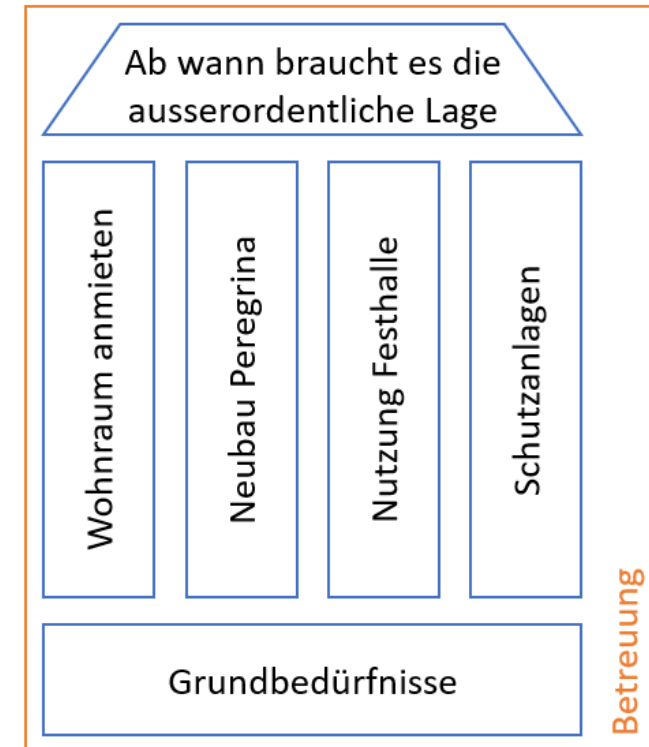 Ab wann braucht es die
ausserordentliche Lage
Wohnraum anmieten
Neubau Peregrina
Nutzung Festhalle
Schutzanlagen
Grundbedürfnisse
Betreuung